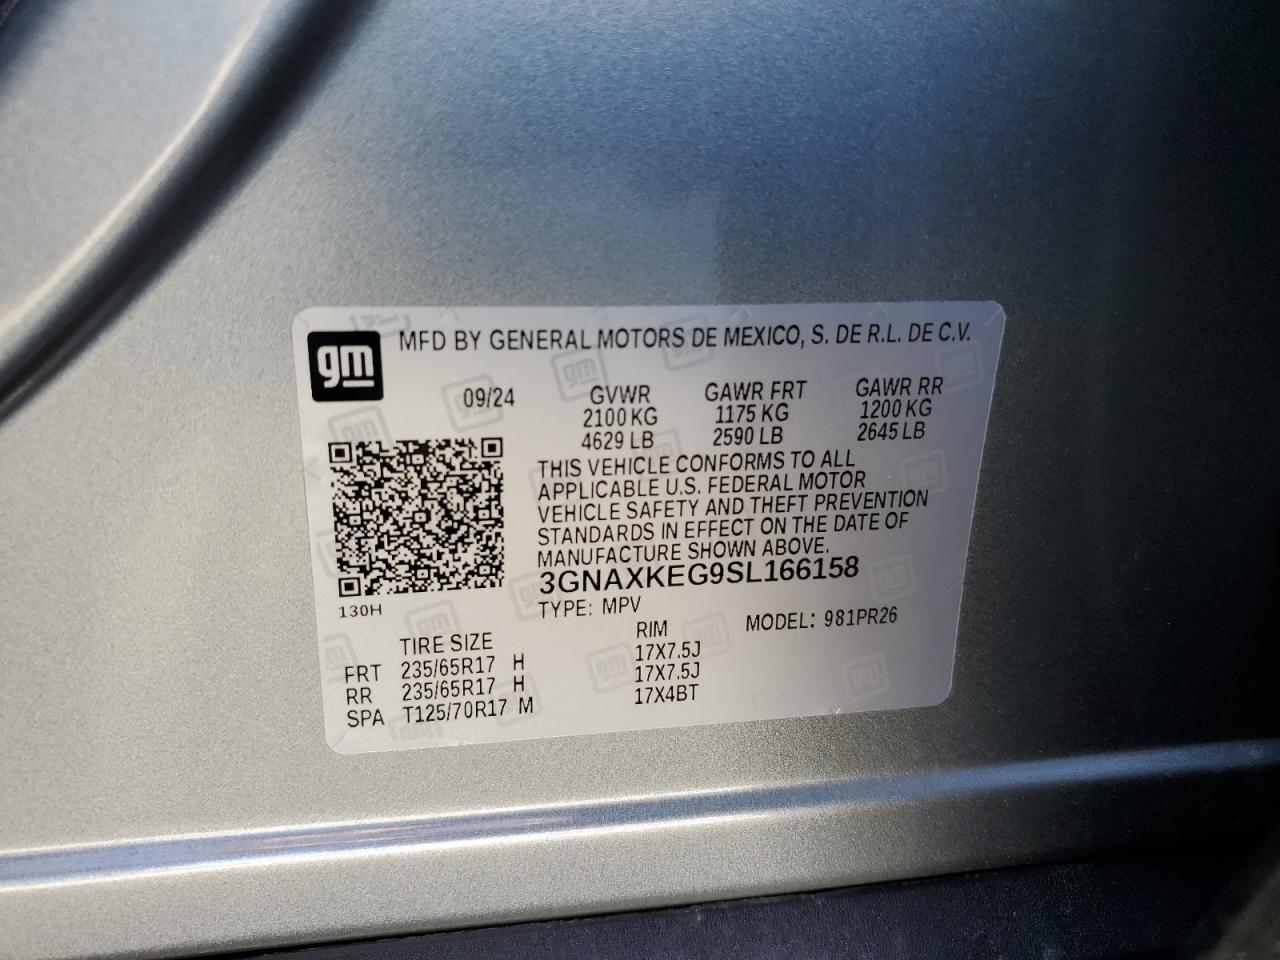 gm
MFD BY GENERAL MOTORS DE MEXICO, S. DE R.L. DE C.V.
09/24 GVWR GAWR FRT GAWR RR
2100 KG 1175 KG 1200 KG
4629 LB 2590 LB 2645 LB
THIS VEHICLE CONFORMS TO ALL
APPLICABLE U.S. FEDERAL MOTOR
VEHICLE SAFETY AND THEFT PREVENTION
STANDARDS IN EFFECT ON THE DATE OF
MANUFACTURE SHOWN ABOVE.
3GNAXKEG9SL166158
130H
TYPE: MPV MODEL: 981PR26
TIRE SIZE RIM
FRT 235/65R17 H 17X7.5J
RR 235/65R17 H 17X7.5J
SPA T125/70R17 M 17X4BT